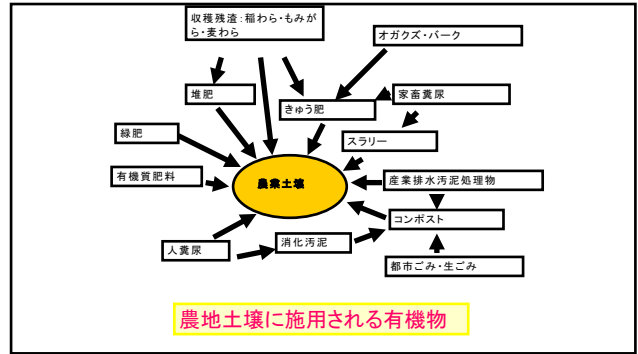 収穫残渣：稲わら・もみが
ら・麦わら
オガクズ・バーク
堆肥
きゅう肥
家畜糞尿
緑肥
スラリー
有機質肥料
農業土壌
産業排水汚泥処理物
コンポスト
人糞尿
消化汚泥
都市ごみ・生ごみ
農地土壌に施用される有機物